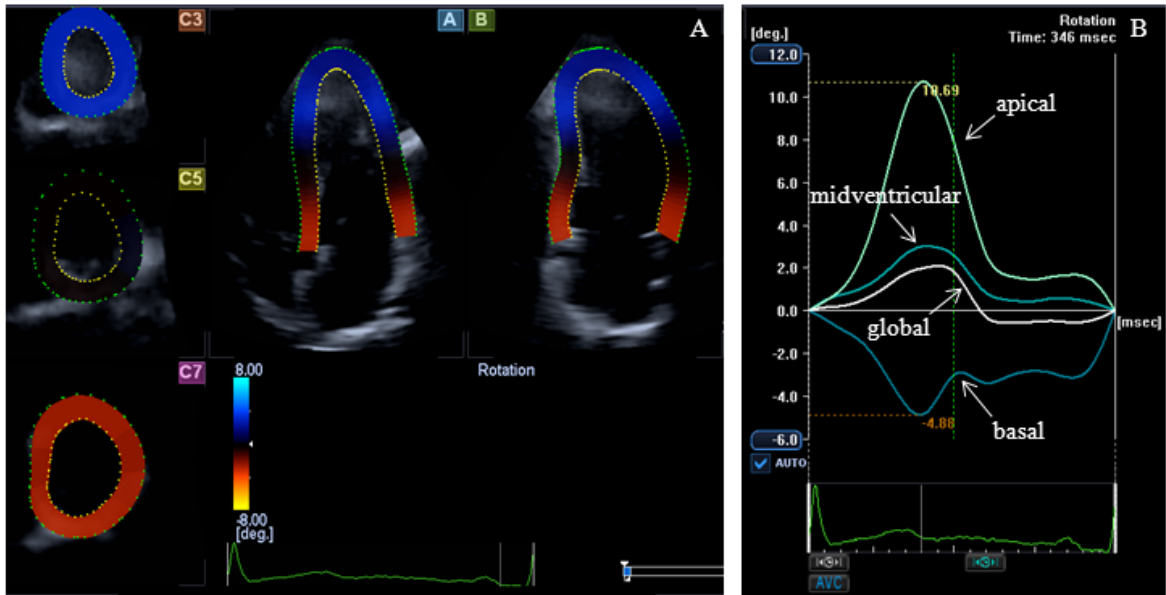 C3
A
B
A
C5
C7
8.00
-8.00
[deg.]
Rotation
B
Rotation
Time: 346 msec
[deg.]
12.0
10.0
8.0
6.0
4.0
2.0
0.0
-2.0
-4.0
-6.0
10.69
apical
midventricular
global
[msec]
-4.88
basal
AUTO
AVC